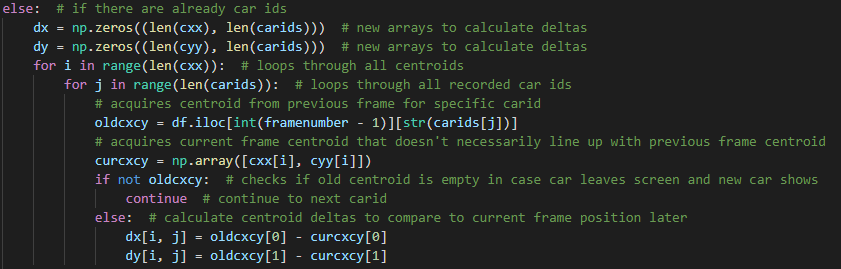 else:  # if there are already car ids
    dx = np.zeros((len(cxx), len(carids)))  # new arrays to calculate deltas
    dy = np.zeros((len(cyy), len(carids)))  # new arrays to calculate deltas
    for i in range(len(cxx)):  # loops through all centroids
        for j in range(len(carids)):  # loops through all recorded car ids
            # acquires centroid from previous frame for specific carid
            oldcxcy = df.iloc[int(framenumber - 1)][str(carids[j])]
            # acquires current frame centroid that doesn't necessarily line up with previous frame centroid
            curcxcy = np.array([cxx[i], cyy[i]])
            if not oldcxcy:  # checks if old centroid is empty in case car leaves screen and new car shows
                continue  # continue to next carid
            else:  # calculate centroid deltas to compare to current frame position later
                dx[i, j] = oldcxcy[0] - curcxcy[0]
                dy[i, j] = oldcxcy[1] - curcxcy[1]